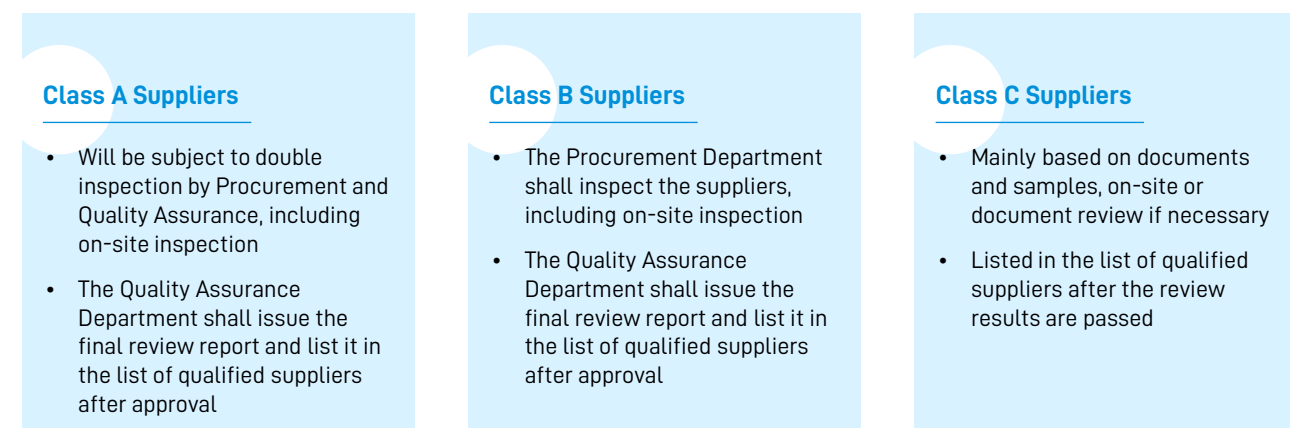 Class A Suppliers
• Will be subject to double
inspection by Procurement and
Quality Assurance, including
on-site inspection
• The Quality Assurance
Department shall issue the
final review report and list it in
the list of qualified suppliers
after approval
Class B Suppliers
• The Procurement Department
shall inspect the suppliers,
including on-site inspection
• The Quality Assurance
Department shall issue the
final review report and list it in
the list of qualified suppliers
after approval
Class C Suppliers
• Mainly based on documents
and samples, on-site or
document review if necessary
• Listed in the list of qualified
suppliers after the review
results are passed